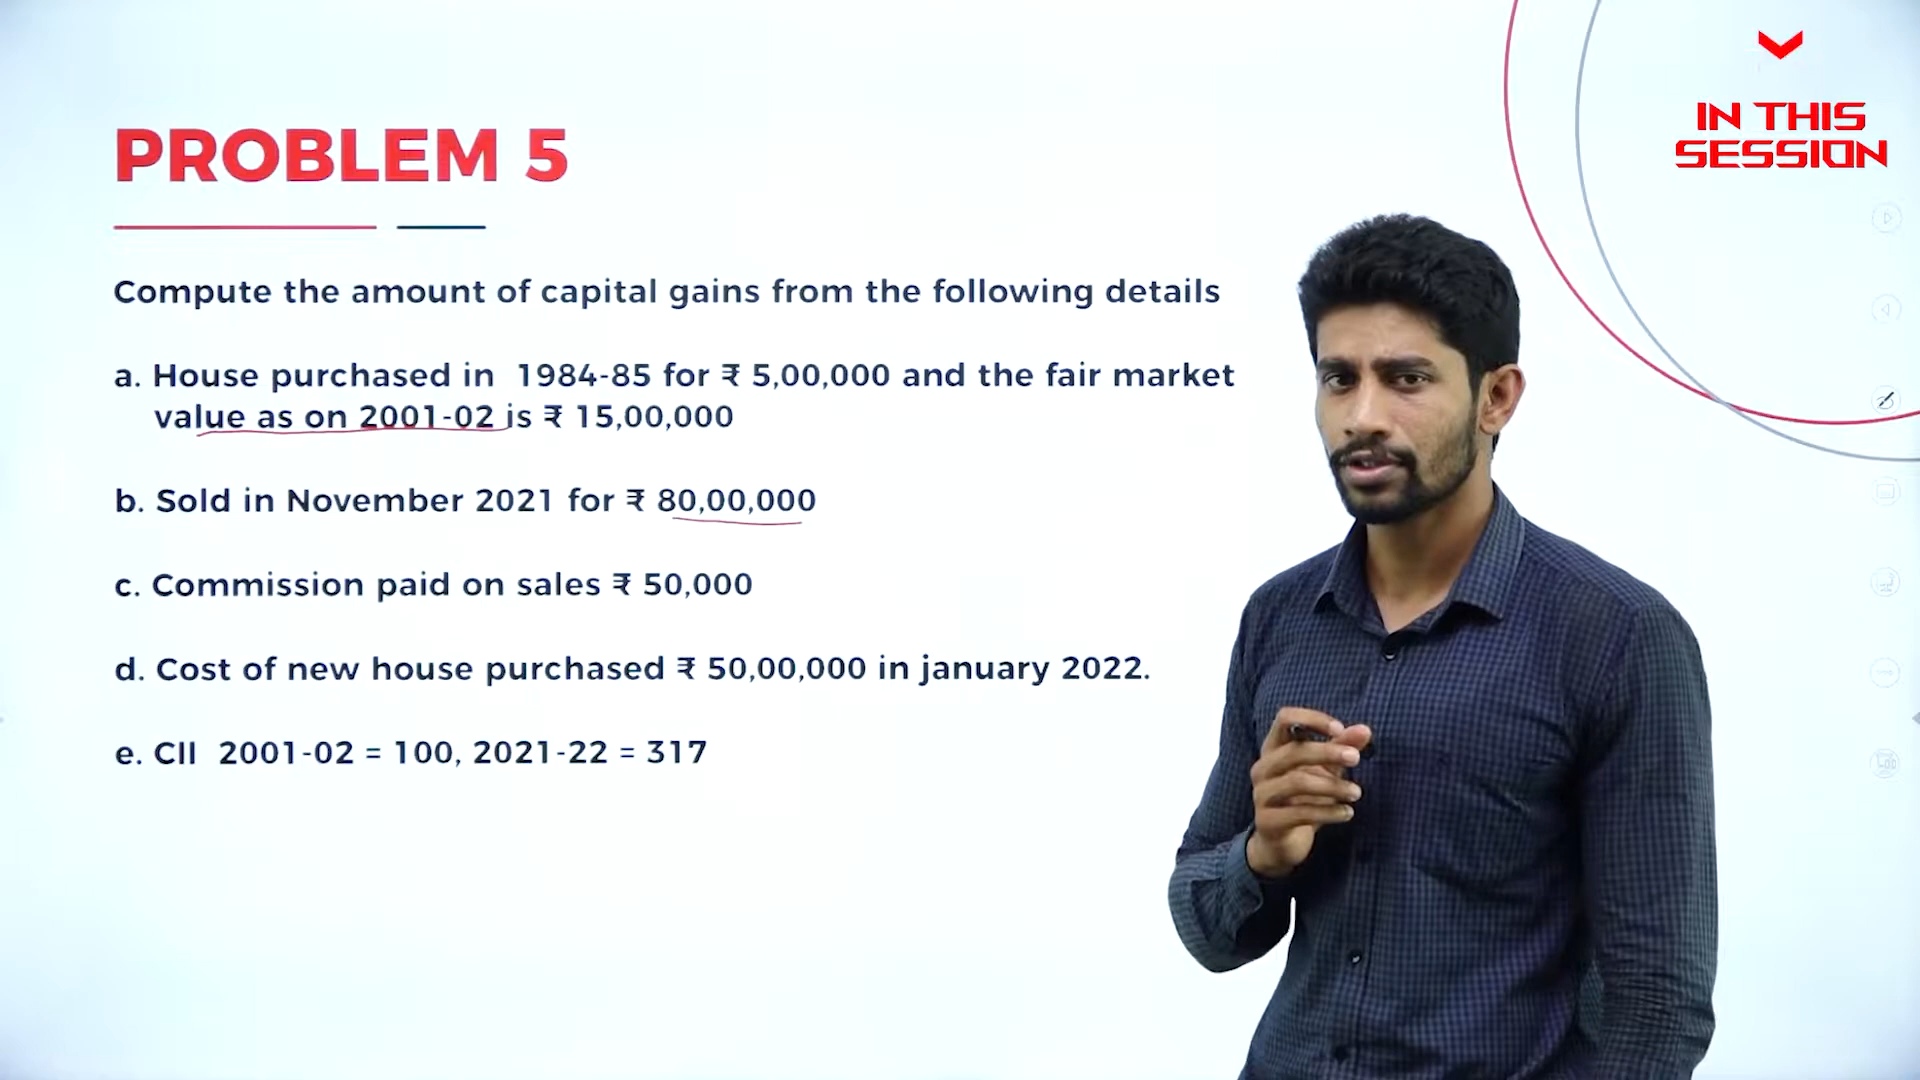 IN THIS
SESSION
PROBLEM 5
Compute the amount of capital gains from the following details
a. House purchased in 1984-85 for ₹ 5,00,000 and the fair market
value as on 2001-02 is ₹ 15,00,000
b. Sold in November 2021 for ₹ 80,00,000
c. Commission paid on sales ₹ 50,000
d. Cost of new house purchased ₹ 50,00,000 in january 2022.
e. CII 2001-02 = 100, 2021-22 = 317